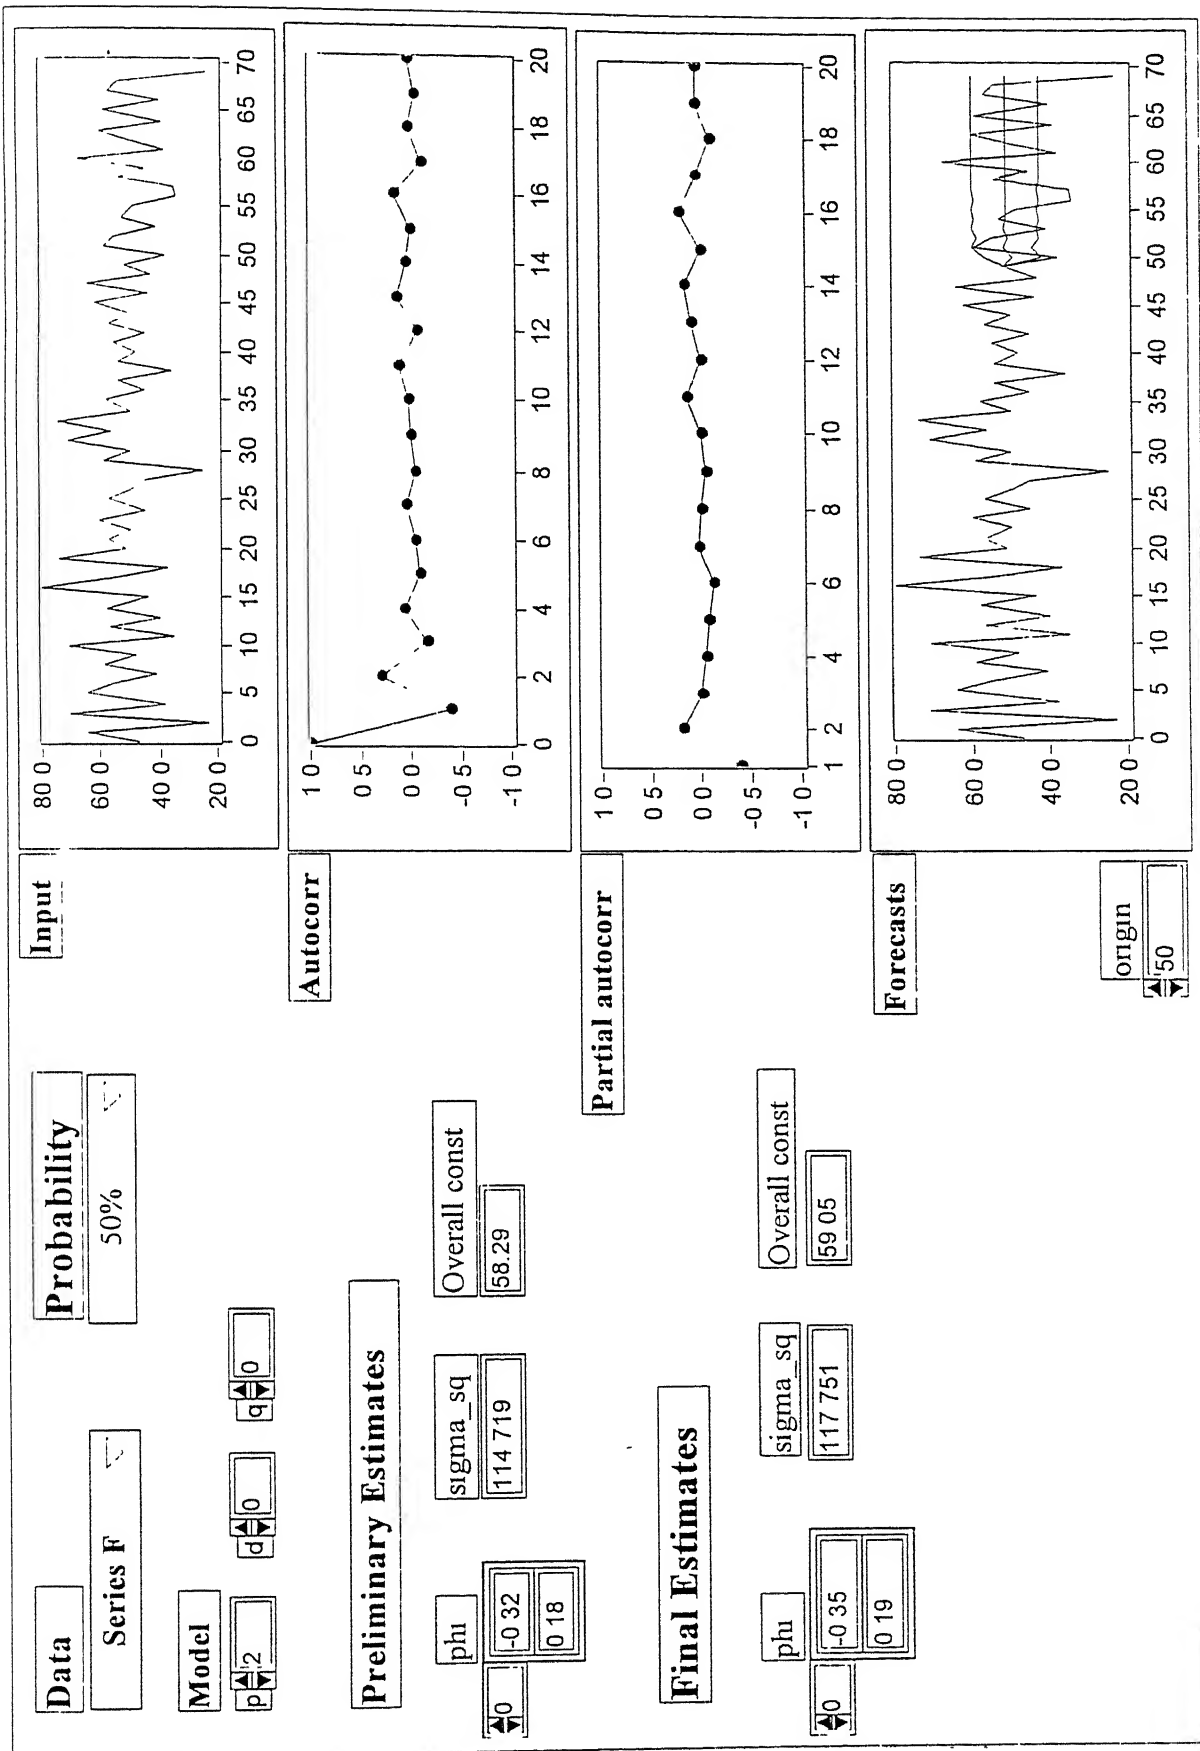 Data
Series F
Probability
50%
Model
p 2
d 0
q 0
Preliminary Estimates
phi
0
-0 32
0 18
sigma_sq
114 719
Overall const
58.29
Final Estimates
phi
0
-0 35
0 19
sigma_sq
117 751
Overall const
59 05
Input
80 0
60 0
40 0
20 0
0 5 10 15 20 25 30 35 40 45 50 55 60 65 70
Autocorr
1 0
0 5
0 0
-0 5
-1 0
0 2 4 6 8 10 12 14 16 18 20
Partial autocorr
1 0
0 5
0 0
-0 5
-1 0
1 2 4 6 8 10 12 14 16 18 20
Forecasts
80 0
60 0
40 0
20 0
0 5 10 15 20 25 30 35 40 45 50 55 60 65 70
origin
50